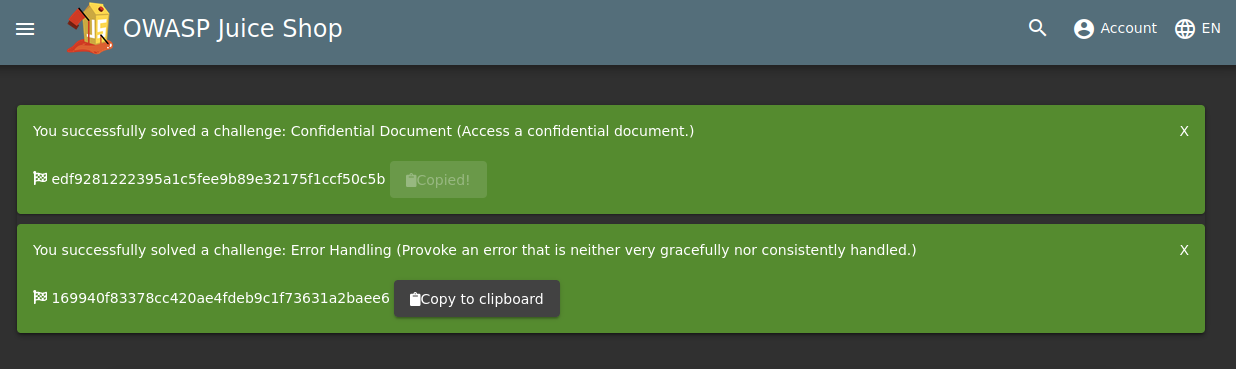 OWASP Juice Shop
Account
EN
You successfully solved a challenge: Confidential Document (Access a confidential document.)
X
edf9281222395a1c5fee9b89e32175f1ccf50c5b
Copied!
You successfully solved a challenge: Error Handling (Provoke an error that is neither very gracefully nor consistently handled.)
X
169940f83378cc420ae4fdeb9c1f73631a2baee6
Copy to clipboard